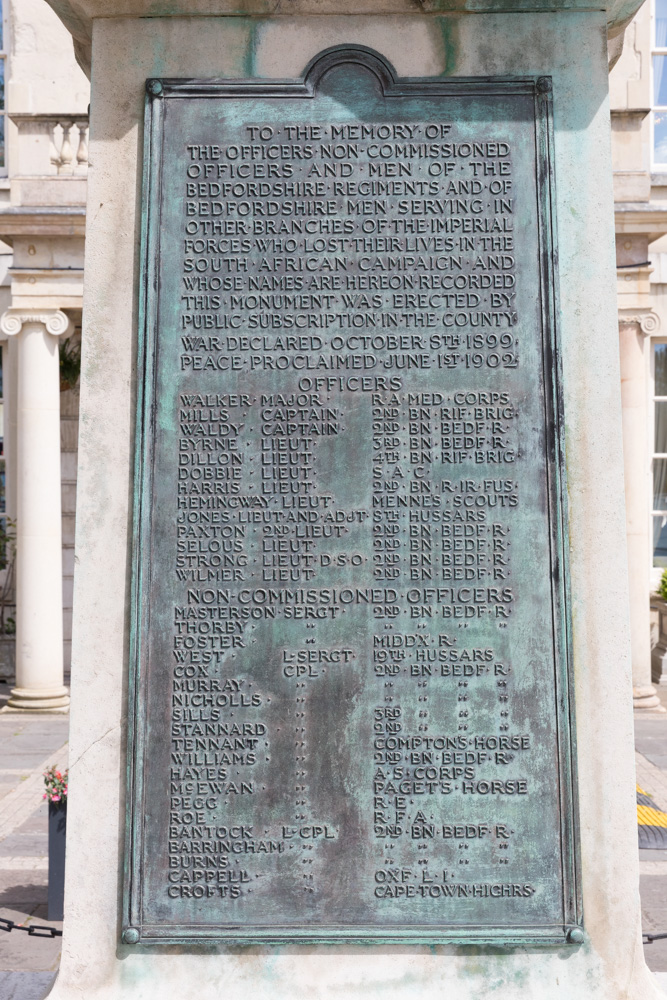 TO·THE·MEMORY·OF
THE·OFFICERS·NON·COMMISSIONED
OFFICERS·AND·MEN·OF·THE
BEDFORDSHIRE·REGIMENTS·AND·OF
BEDFORDSHIRE·MEN·SERVING·IN
OTHER·BRANCHES·OF·THE·IMPERIAL
FORCES·WHO·LOST·THEIR·LIVES·IN·THE
SOUTH·AFRICAN·CAMPAIGN·AND
WHOSE·NAMES·ARE·HEREON·RECORDED
THIS·MONUMENT·WAS·ERECTED·BY
PUBLIC·SUBSCRIPTION·IN·THE·COUNTY·
WAR·DECLARED·OCTOBER·8TH·1899·
PEACE·PROCLAIMED·JUNE·1ST·1902·
OFFICERS
WALKER·MAJOR· R·A·MED·CORPS·
MILLS·CAPTAIN· 2ND·BN·RIF·BRIG·
WALDY·CAPTAIN· 2ND·BN·BEDF·R·
BYRNE·LIEUT· 3RD·BN·BEDF·R·
DILLON·LIEUT· 4TH·BN·RIF·BRIG·
DOBBIE·LIEUT· S·A·C·
HARRIS·LIEUT· 2ND·BN·R·IR·FUS·
HEMINGWAY·LIEUT· MENNE'S·SCOUTS
JONES·LIEUT·AND·ADJT· 8TH·HUSSARS
PAXTON·2ND·LIEUT· 2ND·BN·BEDF·R·
SELOUS·LIEUT· 2ND·BN·BEDF·R·
STRONG·LIEUT·D·S·O· 2ND·BN·BEDF·R·
WILMER·LIEUT· 2ND·BN·BEDF·R·
NON·COMMISSIONED·OFFICERS
MASTERSON·SERGT· 2ND·BN·BEDF·R·
THORBY· " " " " "
FOSTER· " MIDD'X·R·
WEST· L·SERGT· 19TH·HUSSARS
COX· CPL· 2ND·BN·BEDF·R·
MURRAY· " " " " "
NICHOLLS· " " " " "
SILLS· " 3RD " " "
STANNARD " 2ND " " "
TENNANT· " COMPTON'S·HORSE
WILLIAMS· " 2ND·BN·BEDF·R·
HAYES· " A·S·CORPS
McEWAN· " PAGET'S·HORSE
PEGG· " R·E·
ROE· " R·F·A·
BANTOCK·L·CPL· 2ND·BN·BEDF·R·
BARRINGHAM· " " " " "
BURNS· " " " " "
CAPPELL· " OXF·L·I·
CROFTS· " CAPE·TOWN·HIGHRS·